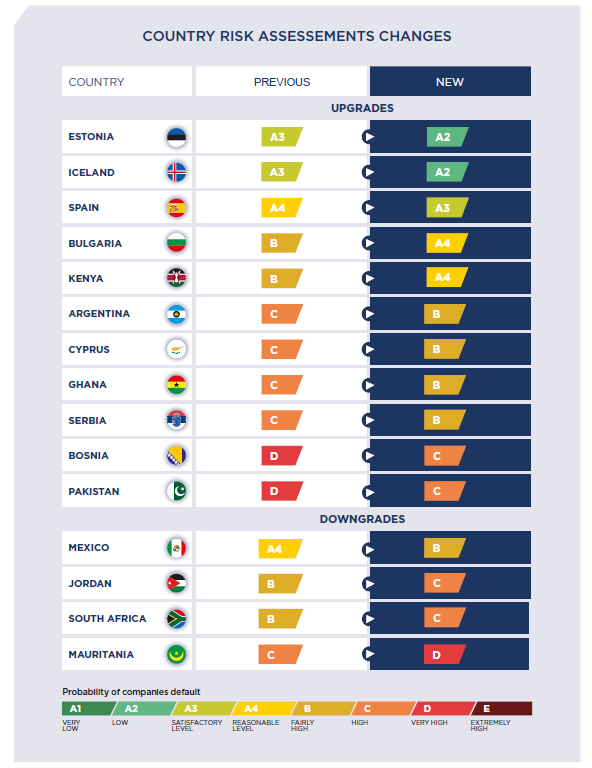 COUNTRY RISK ASSESSEMENTS CHANGES
COUNTRY PREVIOUS NEW
UPGRADES
ESTONIA A3 A2
ICELAND A3 A2
SPAIN A4 A3
BULGARIA B A4
KENYA B A4
ARGENTINA C B
CYPRUS C B
GHANA C B
SERBIA C B
BOSNIA D C
PAKISTAN D C
DOWNGRADES
MEXICO A4 B
JORDAN B C
SOUTH AFRICA B C
MAURITANIA C D
Probability of companies default
A1 A2 A3 A4 B C D E
VERY LOW SATISFACTORY REASONABLE FAIRLY HIGH VERY HIGH EXTREMELY
LOW LEVEL LEVEL HIGH HIGH